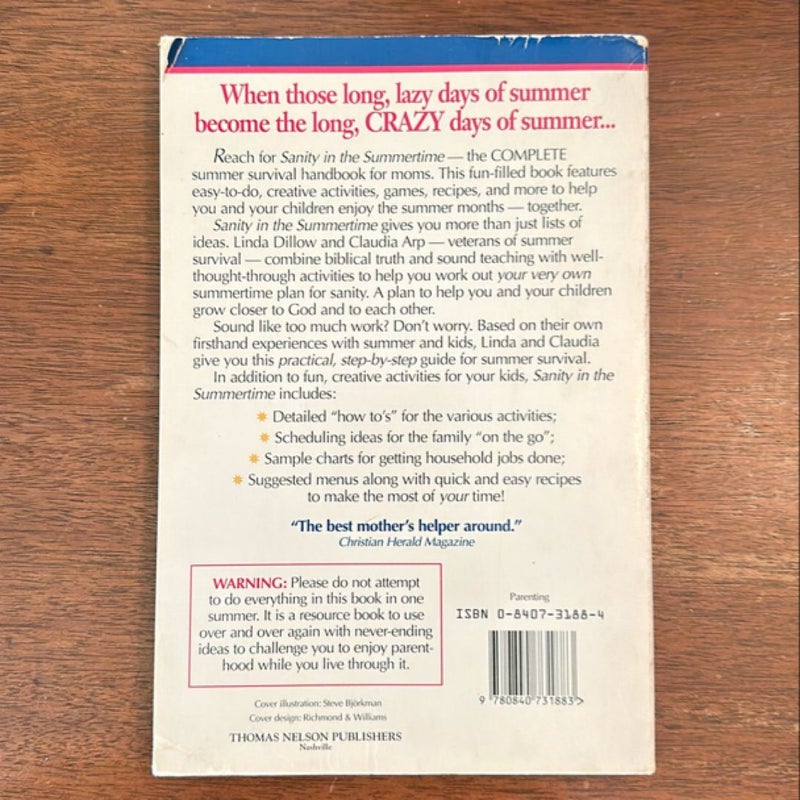 When those long, lazy days of summer
become the long, CRAZY days of summer...
Reach for Sanity in the Summertime — the COMPLETE
summer survival handbook for moms. This fun-filled book features
easy-to-do, creative activities, games, recipes, and more to help
you and your children enjoy the summer months — together.
Sanity in the Summertime gives you more than just lists of
ideas. Linda Dillow and Claudia Arp — veterans of summer
survival — combine biblical truth and sound teaching with well-
thought-through activities to help you work out your very own
summertime plan for sanity. A plan to help you and your children
grow closer to God and to each other.
Sound like too much work? Don't worry. Based on their own
firsthand experiences with summer and kids, Linda and Claudia
give you this practical, step-by-step guide for summer survival.
In addition to fun, creative activities for your kids, Sanity in the
Summertime includes:
Detailed "how to's" for the various activities;
Scheduling ideas for the family "on the go";
Sample charts for getting household jobs done;
Suggested menus along with quick and easy recipes
to make the most of your time!
"The best mother's helper around."
Christian Herald Magazine
WARNING: Please do not attempt
to do everything in this book in one
summer. It is a resource book to use
over and over again with never-ending
ideas to challenge you to enjoy parent-
hood while you live through it.
Parenting
ISBN 0-8407-3188-4
9 780840 731883 >
Cover illustration: Steve Björkman
Cover design: Richmond & Williams
THOMAS NELSON PUBLISHERS
Nashville